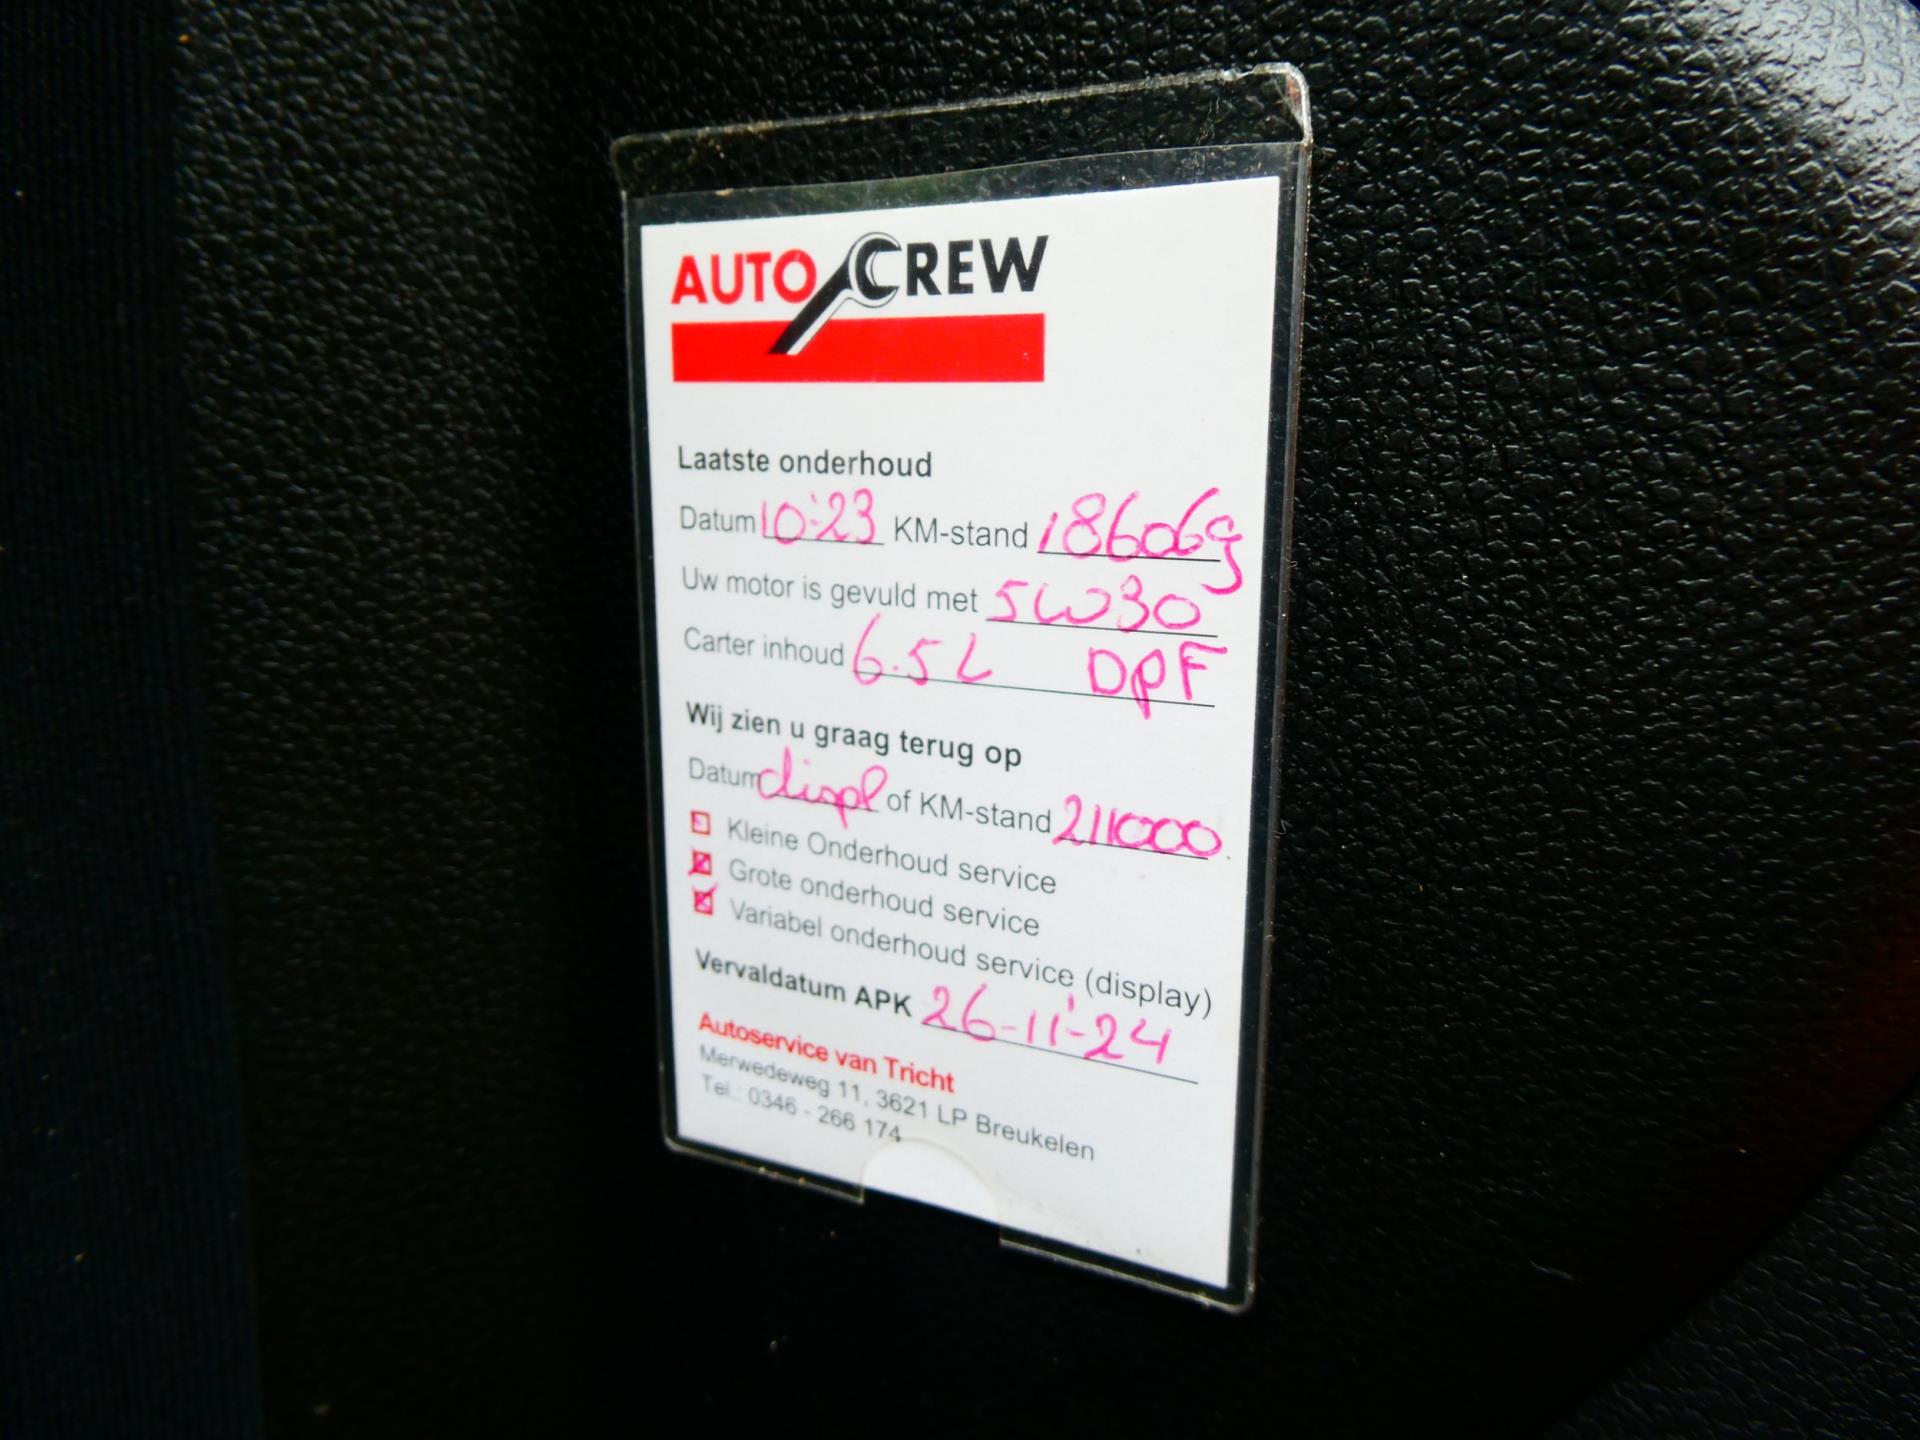 AUTO CREW
Laatste onderhoud
Datum 10-'23 KM-stand 186069
Uw motor is gevuld met 5W30
Carter inhoud 6.5L DPF
Wij zien u graag terug op
Datum displ of KM-stand 211000
Kleine Onderhoud service
Grote onderhoud service
Variabel onderhoud service (display)
Vervaldatum APK 26-11-'24
Autoservice van Tricht
Merwedeweg 11, 3621 LP Breukelen
Tel.: 0346 - 266 174